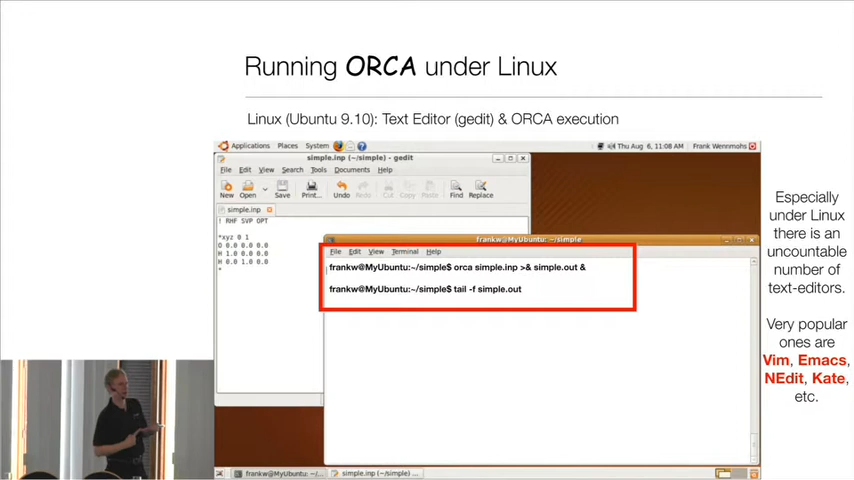 Running ORCA under Linux
Linux (Ubuntu 9.10): Text Editor (gedit) & ORCA execution
Applications Places System
Thu Aug 6, 11:08 AM Frank Wennmohs
simple.inp (~/simple) - gedit
File Edit View Search Tools Documents Help
New Open Save Print... Undo Redo Cut Copy Paste Find Replace
simple.inp
! RHF SVP OPT
*xyz 0 1
O 0.0 0.0 0.0
H 1.0 0.0 0.0
H 0.0 1.0 0.0
*
frankw@MyUbuntu: ~/simple
File Edit View Terminal Help
frankw@MyUbuntu:~/simple$ orca simple.inp >& simple.out &
frankw@MyUbuntu:~/simple$ tail -f simple.out
frankw@MyUbuntu: ~/...
simple.inp (~/simple) ...
Especially
under Linux
there is an
uncountable
number of
text-editors.
Very popular
ones are
Vim, Emacs,
NEdit, Kate,
etc.